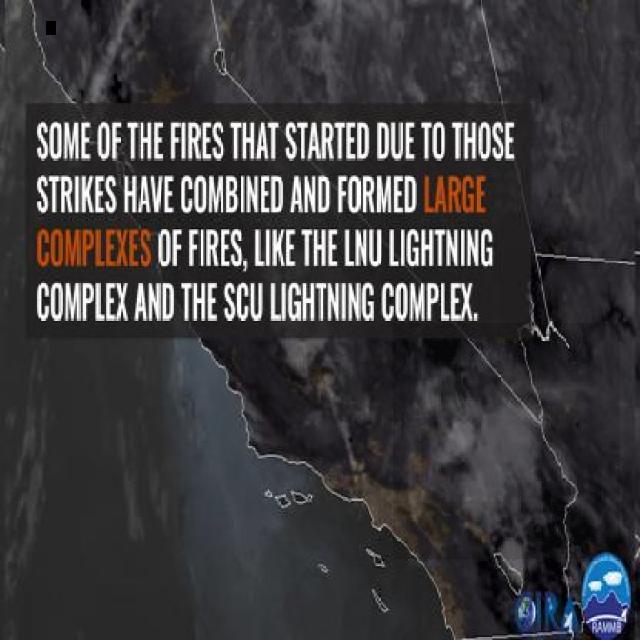 SOME OF THE FIRES THAT STARTED DUE TO THOSE
STRIKES HAVE COMBINED AND FORMED LARGE
COMPLEXES OF FIRES, LIKE THE LNU LIGHTNING
COMPLEX AND THE SCU LIGHTNING COMPLEX.
CIRA
RAMMB